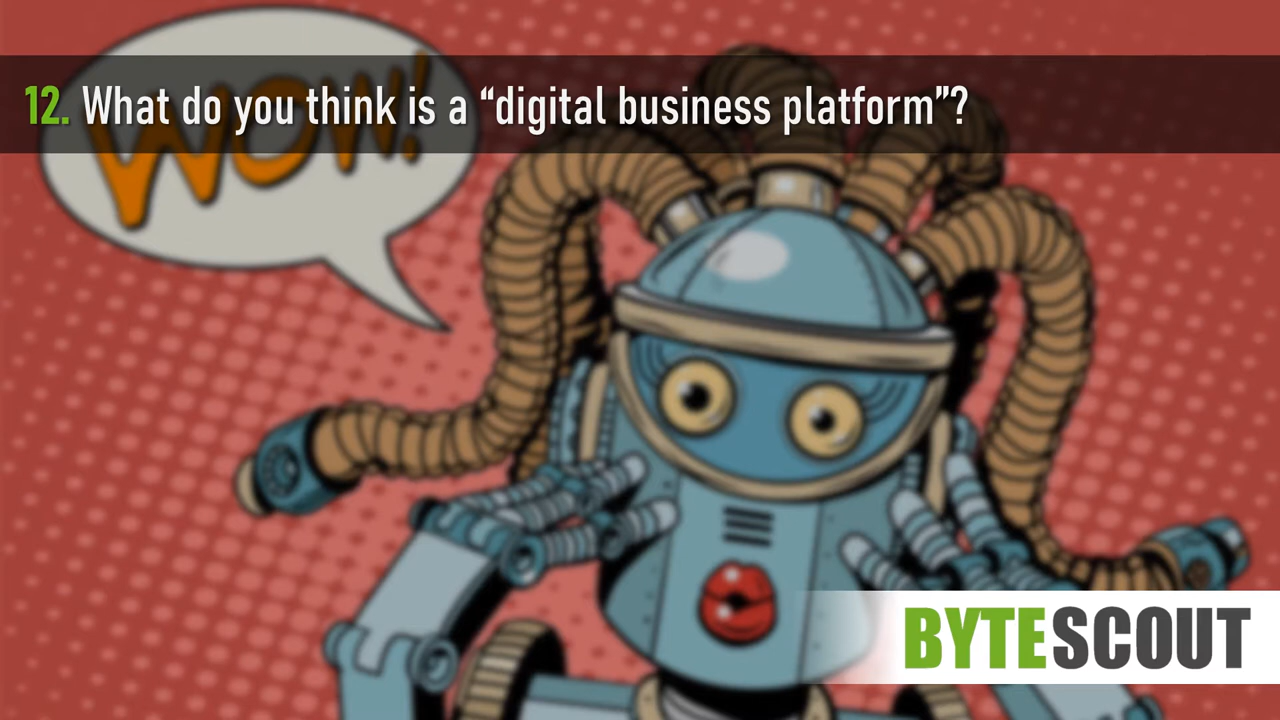 12. What do you think is a “digital business platform”?
WOW!
BYTESCOUT